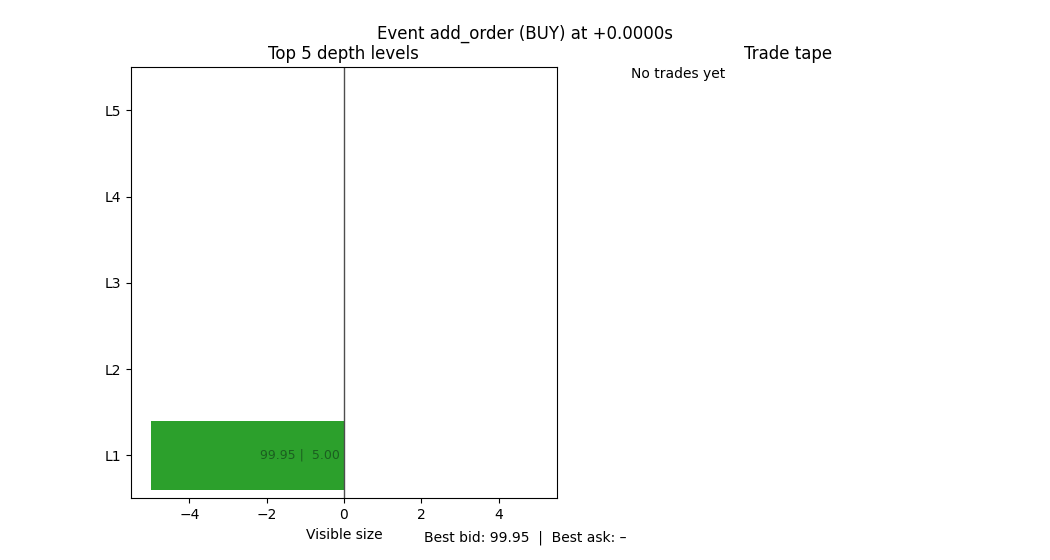 Event add_order (BUY) at +0.0000s
Top 5 depth levels
Trade tape
No trades yet
L5
L4
L3
L2
L1
99.95 | 5.00
−4 −2 0 2 4
Visible size
Best bid: 99.95 | Best ask: –